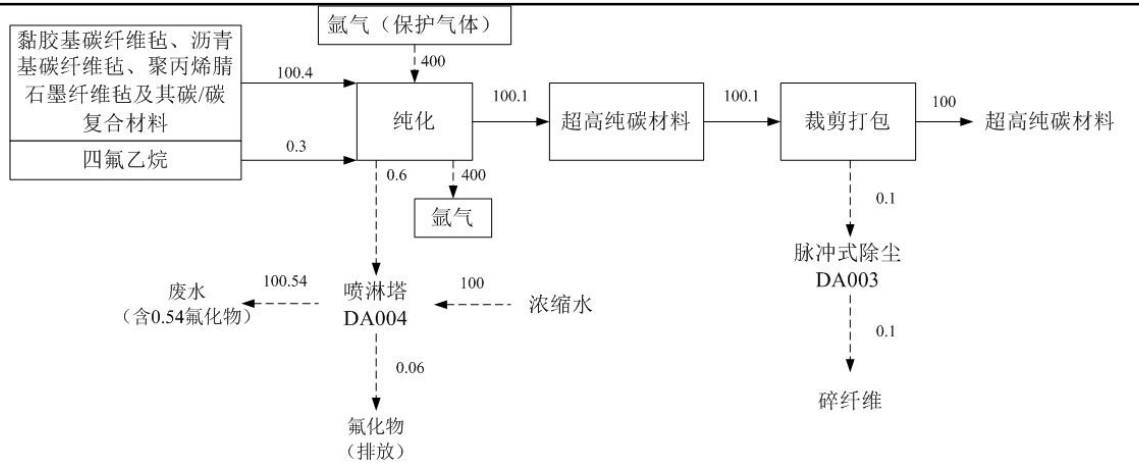 氩气（保护气体）
400
黏胶基碳纤维毡、沥青
基碳纤维毡、聚丙烯腈
石墨纤维毡及其碳/碳
复合材料
四氟乙烷
100.4
0.3
纯化
100.1
超高纯碳材料
100.1
裁剪打包
100
超高纯碳材料
0.6
400
氩气
0.1
脉冲式除尘
DA003
0.1
碎纤维
废水
（含0.54氟化物）
100.54
喷淋塔
DA004
100
浓缩水
0.06
氟化物
（排放）